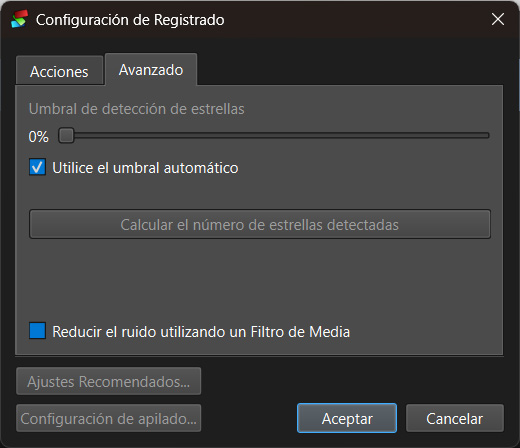 Configuración de Registrado
Acciones
Avanzado
Umbral de detección de estrellas
0%
Utilice el umbral automático
Calcular el número de estrellas detectadas
Reducir el ruido utilizando un Filtro de Media
Ajustes Recomendados...
Configuración de apilado...
Aceptar
Cancelar